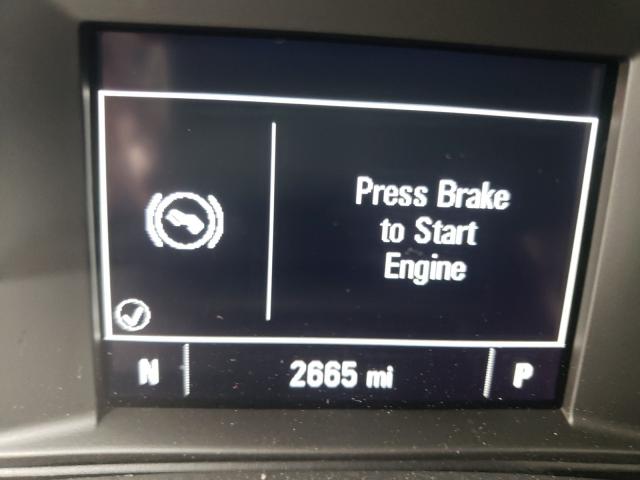 Press Brake
to Start
Engine
N 2665 mi P